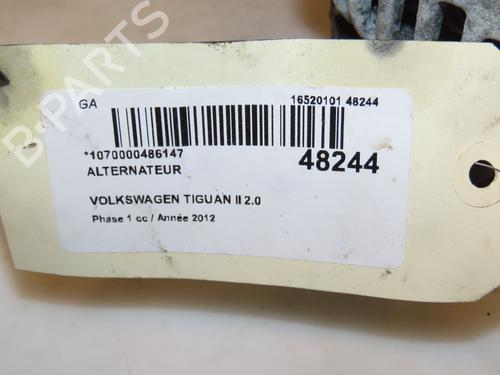 GA
16520101 48244
*1070000486147
48244
ALTERNATEUR
VOLKSWAGEN TIGUAN II 2.0
Phase 1 cc / Année 2012
B-PARTS